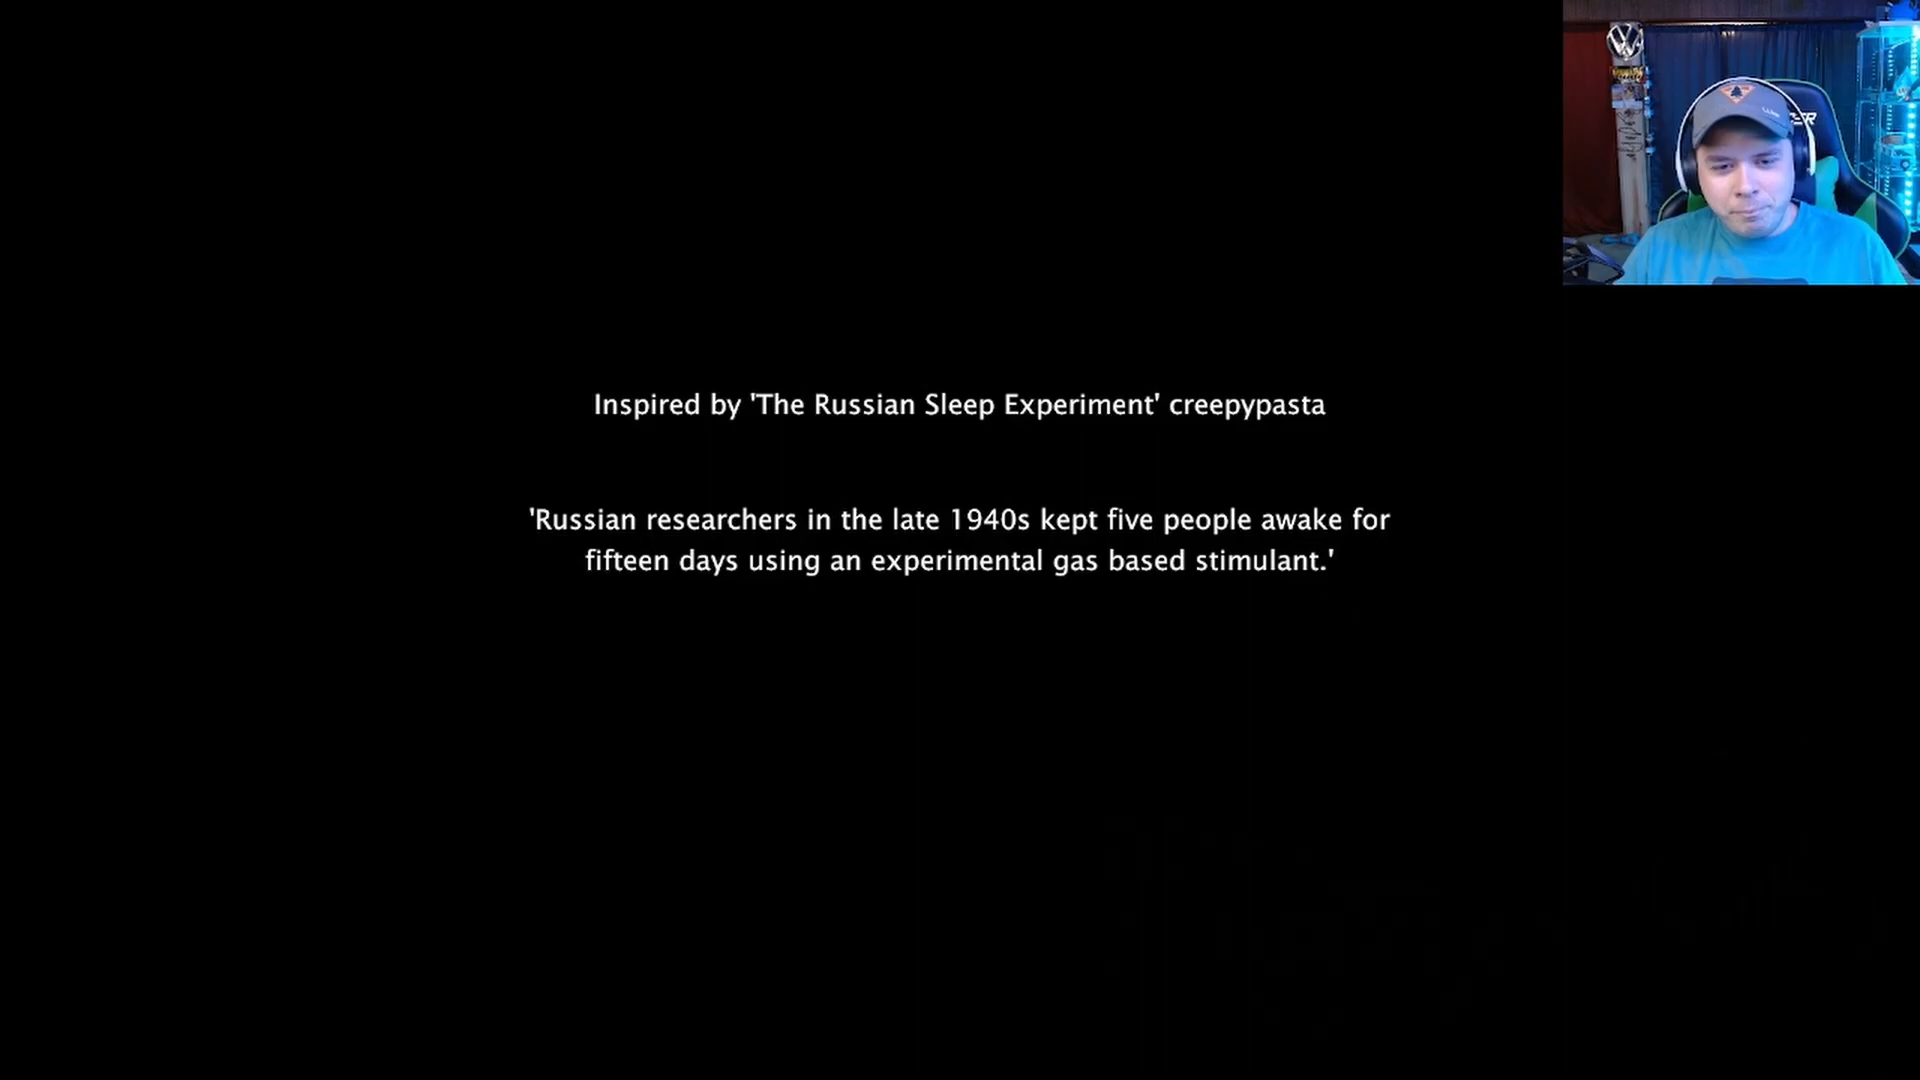 Inspired by 'The Russian Sleep Experiment' creepypasta
'Russian researchers in the late 1940s kept five people awake for
fifteen days using an experimental gas based stimulant.'